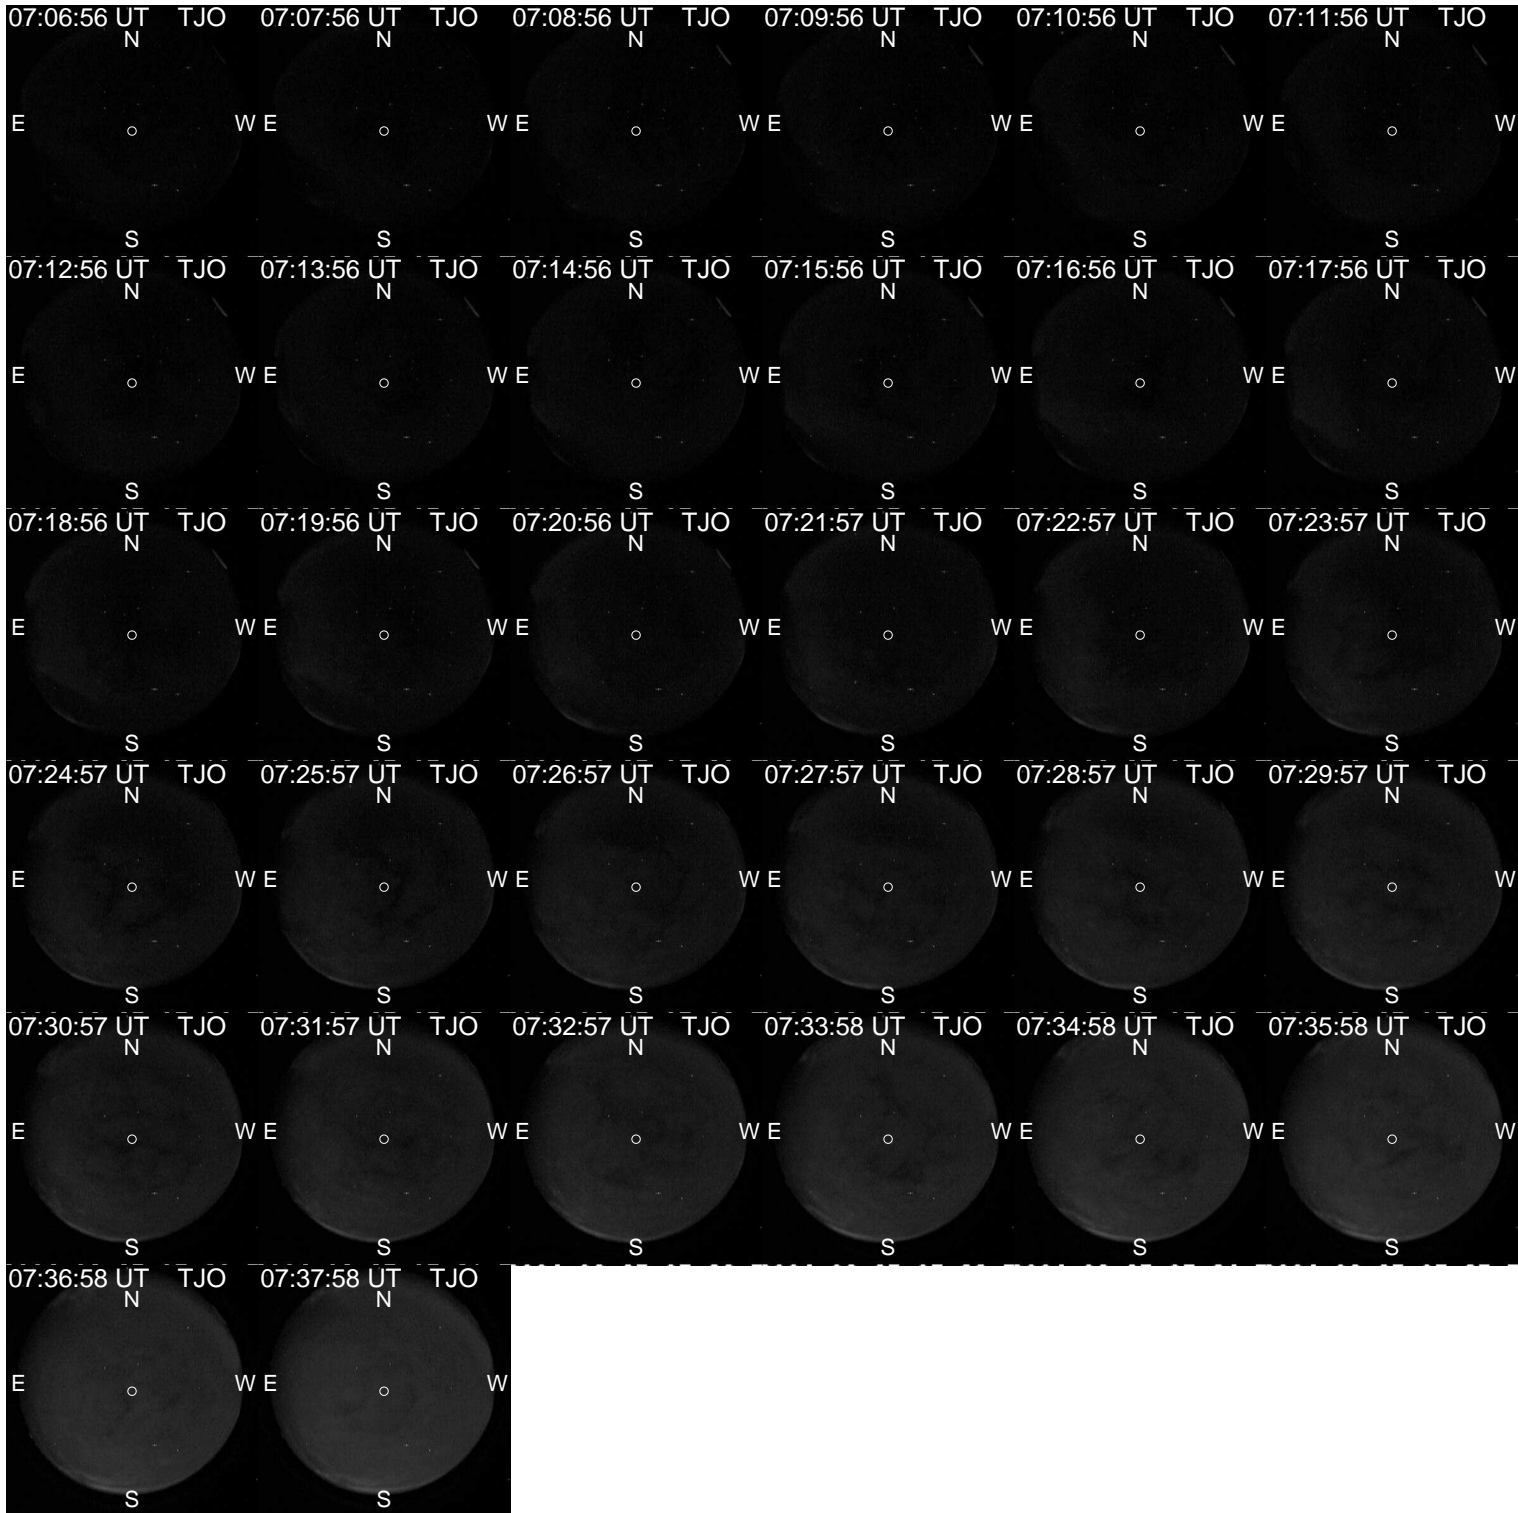 07:06:56 UT TJO 07:07:56 UT TJO 07:08:56 UT TJO 07:09:56 UT TJO 07:10:56 UT TJO 07:11:56 UT TJO
N N N N N N
E W E W E W E W E W E W
S S S S S S
07:12:56 UT TJO 07:13:56 UT TJO 07:14:56 UT TJO 07:15:56 UT TJO 07:16:56 UT TJO 07:17:56 UT TJO
N N N N N N
E W E W E W E W E W E W
S S S S S S
07:18:56 UT TJO 07:19:56 UT TJO 07:20:56 UT TJO 07:21:57 UT TJO 07:22:57 UT TJO 07:23:57 UT TJO
N N N N N N
E W E W E W E W E W E W
S S S S S S
07:24:57 UT TJO 07:25:57 UT TJO 07:26:57 UT TJO 07:27:57 UT TJO 07:28:57 UT TJO 07:29:57 UT TJO
N N N N N N
E W E W E W E W E W E W
S S S S S S
07:30:57 UT TJO 07:31:57 UT TJO 07:32:57 UT TJO 07:33:58 UT TJO 07:34:58 UT TJO 07:35:58 UT TJO
N N N N N N
E W E W E W E W E W E W
S S S S S S
07:36:58 UT TJO 07:37:58 UT TJO
N N
E W E W
S S